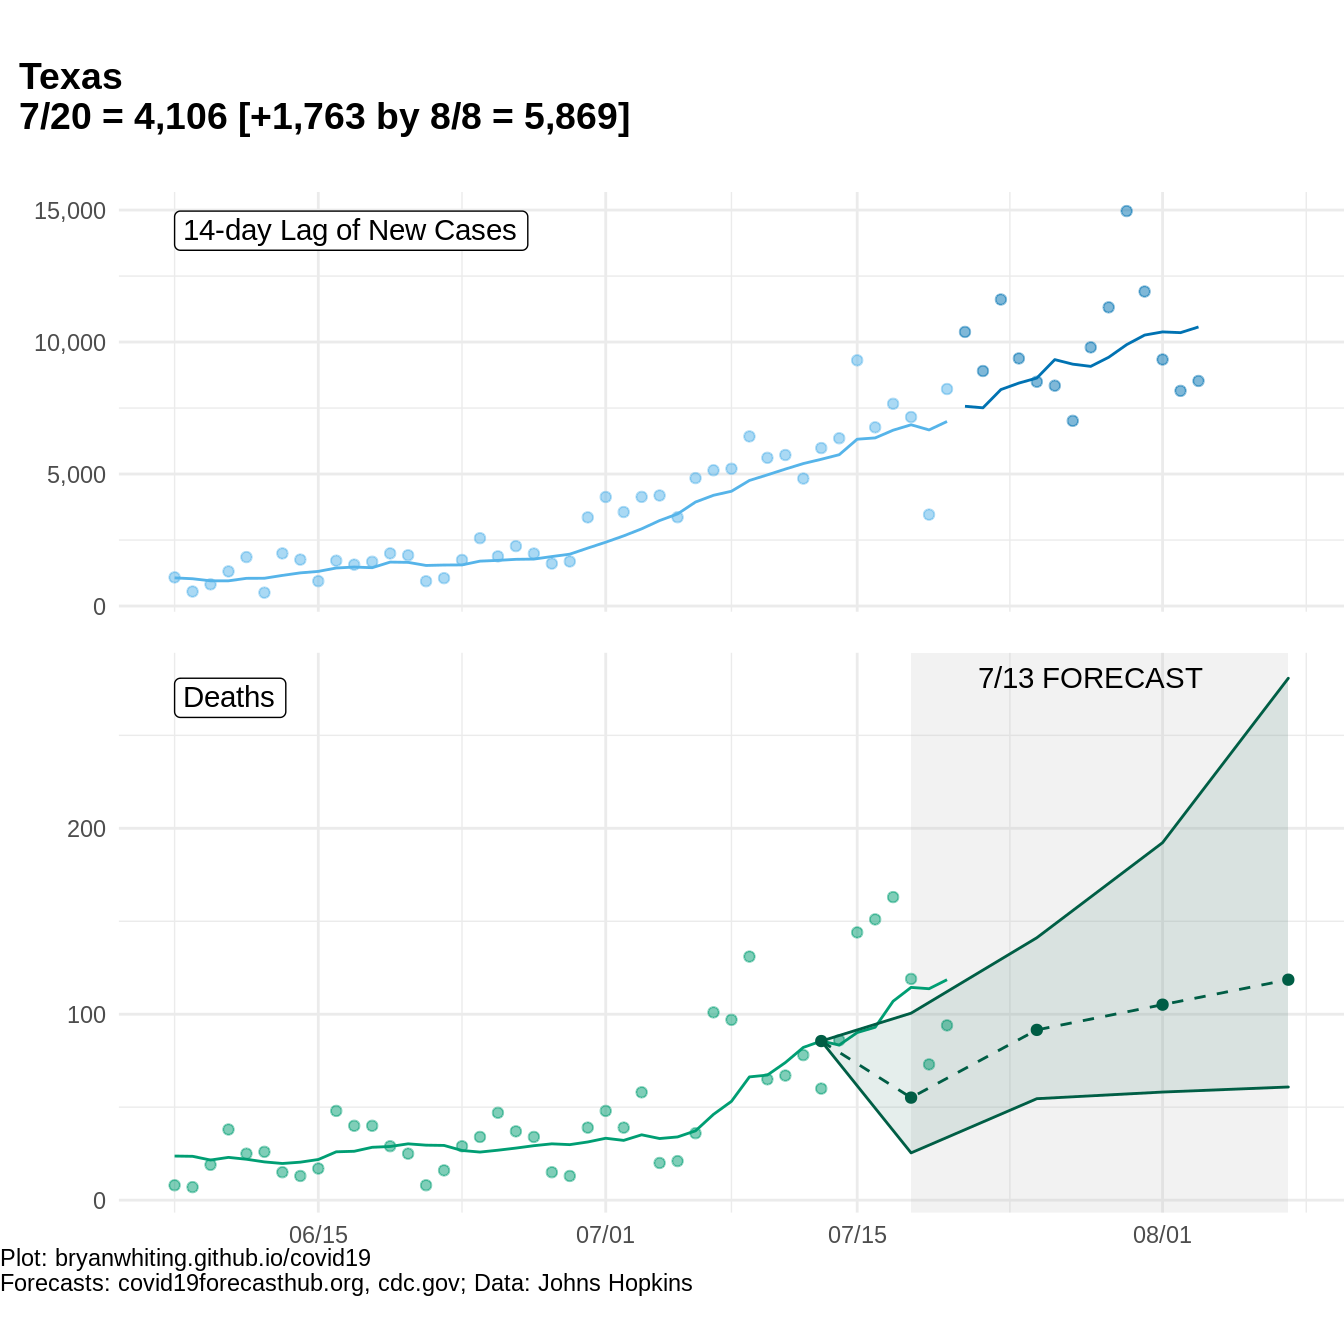 Texas
7/20 = 4,106 [+1,763 by 8/8 = 5,869]
15,000
14-day Lag of New Cases
10,000
5,000
0
7/13 FORECAST
Deaths
200
100
0
06/15
07/01
07/15
08/01
Plot: bryanwhiting.github.io/covid19
Forecasts: covid19forecasthub.org, cdc.gov; Data: Johns Hopkins